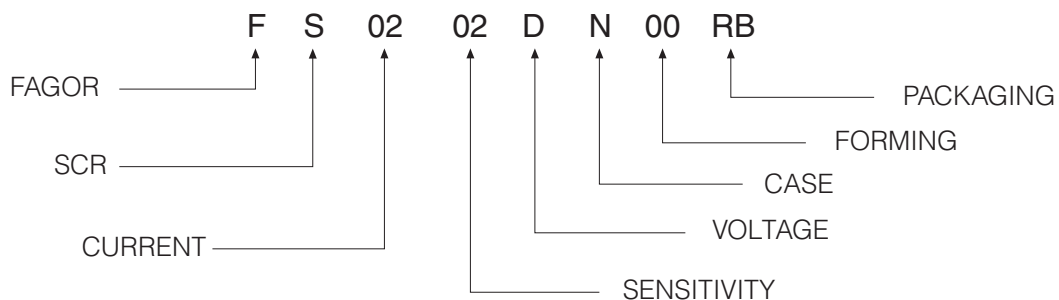 F S 02 02 D N 00 RB
FAGOR
PACKAGING
FORMING
SCR
CASE
VOLTAGE
CURRENT
SENSITIVITY